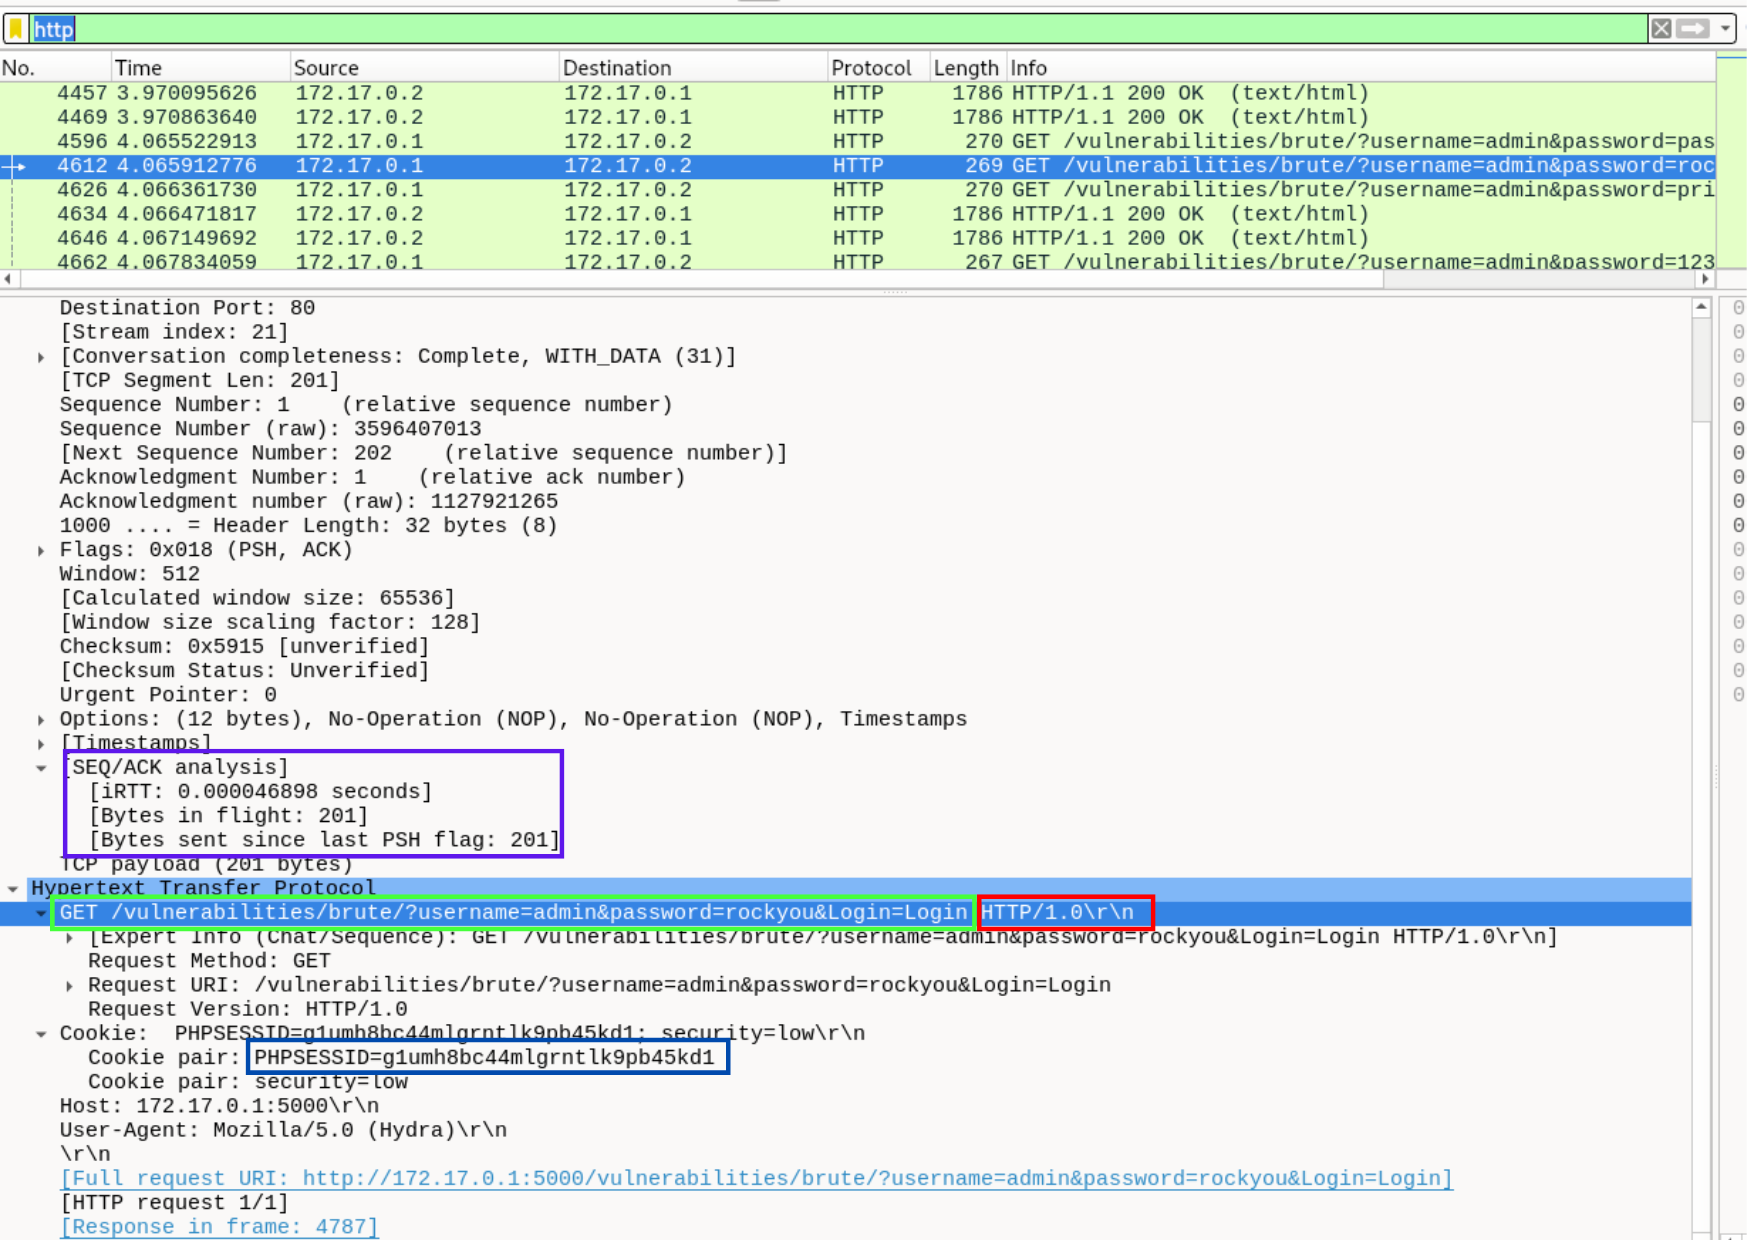 http
No. Time Source Destination Protocol Length Info
4457 3.970095626 172.17.0.2 172.17.0.1 HTTP 1786 HTTP/1.1 200 OK (text/html)
4469 3.970863640 172.17.0.2 172.17.0.1 HTTP 1786 HTTP/1.1 200 OK (text/html)
4596 4.065522913 172.17.0.1 172.17.0.2 HTTP 270 GET /vulnerabilities/brute/?username=admin&password=pas
4612 4.065912776 172.17.0.1 172.17.0.2 HTTP 269 GET /vulnerabilities/brute/?username=admin&password=roc
4626 4.066361730 172.17.0.1 172.17.0.2 HTTP 270 GET /vulnerabilities/brute/?username=admin&password=pri
4634 4.066471817 172.17.0.2 172.17.0.1 HTTP 1786 HTTP/1.1 200 OK (text/html)
4646 4.067149692 172.17.0.2 172.17.0.1 HTTP 1786 HTTP/1.1 200 OK (text/html)
4662 4.067834059 172.17.0.1 172.17.0.2 HTTP 267 GET /vulnerabilities/brute/?username=admin&password=123
Destination Port: 80
[Stream index: 21]
[Conversation completeness: Complete, WITH_DATA (31)]
[TCP Segment Len: 201]
Sequence Number: 1 (relative sequence number)
Sequence Number (raw): 3596407013
[Next Sequence Number: 202 (relative sequence number)]
Acknowledgment Number: 1 (relative ack number)
Acknowledgment number (raw): 1127921265
1000 .... = Header Length: 32 bytes (8)
Flags: 0x018 (PSH, ACK)
Window: 512
[Calculated window size: 65536]
[Window size scaling factor: 128]
Checksum: 0x5915 [unverified]
[Checksum Status: Unverified]
Urgent Pointer: 0
Options: (12 bytes), No-Operation (NOP), No-Operation (NOP), Timestamps
[Timestamps]
[SEQ/ACK analysis]
[iRTT: 0.000046898 seconds]
[Bytes in flight: 201]
[Bytes sent since last PSH flag: 201]
TCP payload (201 bytes)
Hypertext Transfer Protocol
GET /vulnerabilities/brute/?username=admin&password=rockyou&Login=Login HTTP/1.0\r\n
[Expert Info (Chat/Sequence): GET /vulnerabilities/brute/?username=admin&password=rockyou&Login=Login HTTP/1.0\r\n]
Request Method: GET
Request URI: /vulnerabilities/brute/?username=admin&password=rockyou&Login=Login
Request Version: HTTP/1.0
Cookie: PHPSESSID=g1umh8bc44mlgrntlk9pb45kd1; security=low\r\n
Cookie pair: PHPSESSID=g1umh8bc44mlgrntlk9pb45kd1
Cookie pair: security=low
Host: 172.17.0.1:5000\r\n
User-Agent: Mozilla/5.0 (Hydra)\r\n
\r\n
[Full request URI: http://172.17.0.1:5000/vulnerabilities/brute/?username=admin&password=rockyou&Login=Login]
[HTTP request 1/1]
[Response in frame: 4787]